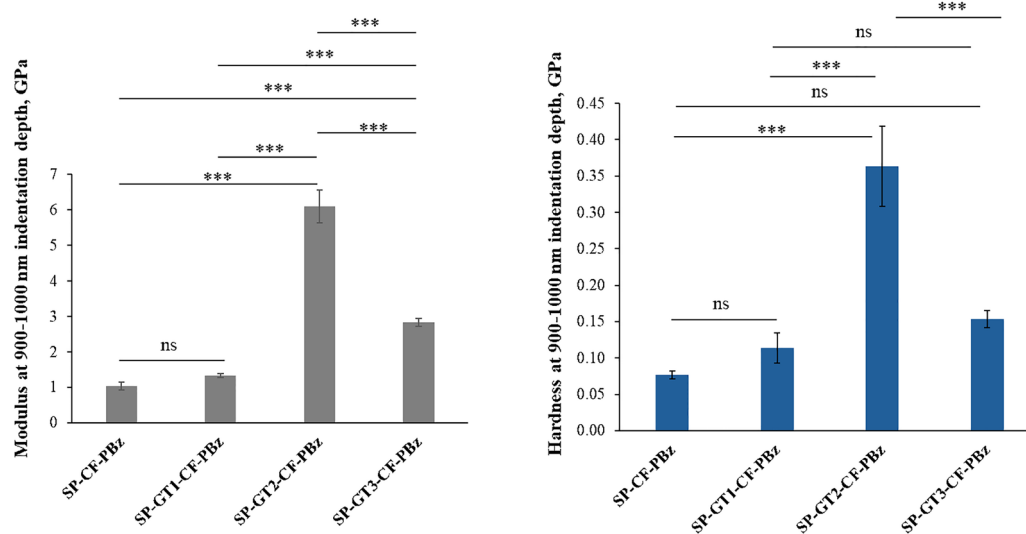 ***
***
***
***
***
***
ns
7
6
5
4
3
2
1
0
Modulus at 900-1000 nm indentation depth, GPa
SP-CF-PBz
SP-GT1-CF-PBz
SP-GT2-CF-PBz
SP-GT3-CF-PBz
***
ns
***
ns
***
ns
0.45
0.40
0.35
0.30
0.25
0.20
0.15
0.10
0.05
0.00
Hardness at 900-1000 nm indentation depth, GPa
SP-CF-PBz
SP-GT1-CF-PBz
SP-GT2-CF-PBz
SP-GT3-CF-PBz